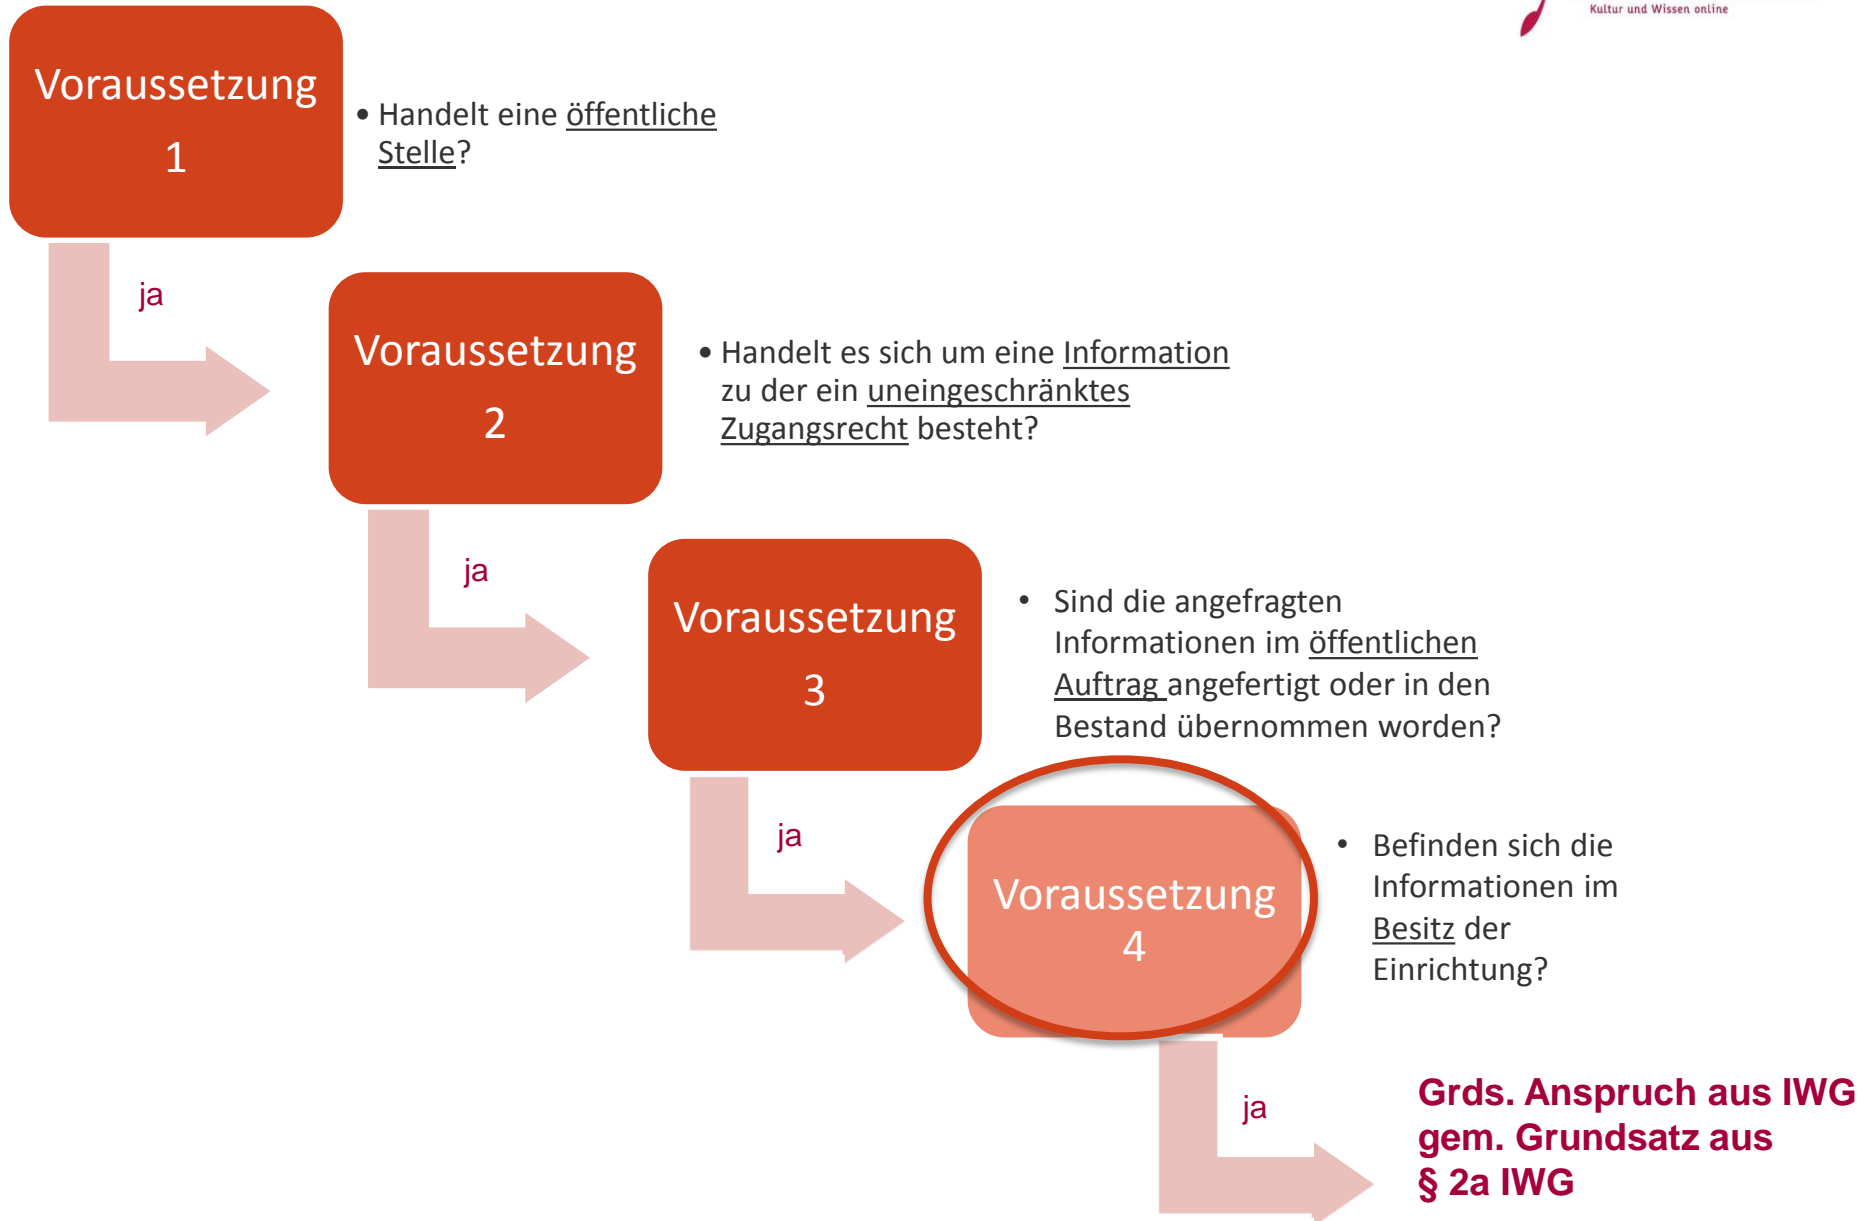 Kultur und Wissen online
Voraussetzung
1
• Handelt eine öffentliche
Stelle?
ja
Voraussetzung
2
• Handelt es sich um eine Information
zu der ein uneingeschränktes
Zugangsrecht besteht?
ja
Voraussetzung
3
• Sind die angefragten
Informationen im öffentlichen
Auftrag angefertigt oder in den
Bestand übernommen worden?
ja
Voraussetzung
4
• Befinden sich die
Informationen im
Besitz der
Einrichtung?
ja
Grds. Anspruch aus IWG
gem. Grundsatz aus
§ 2a IWG